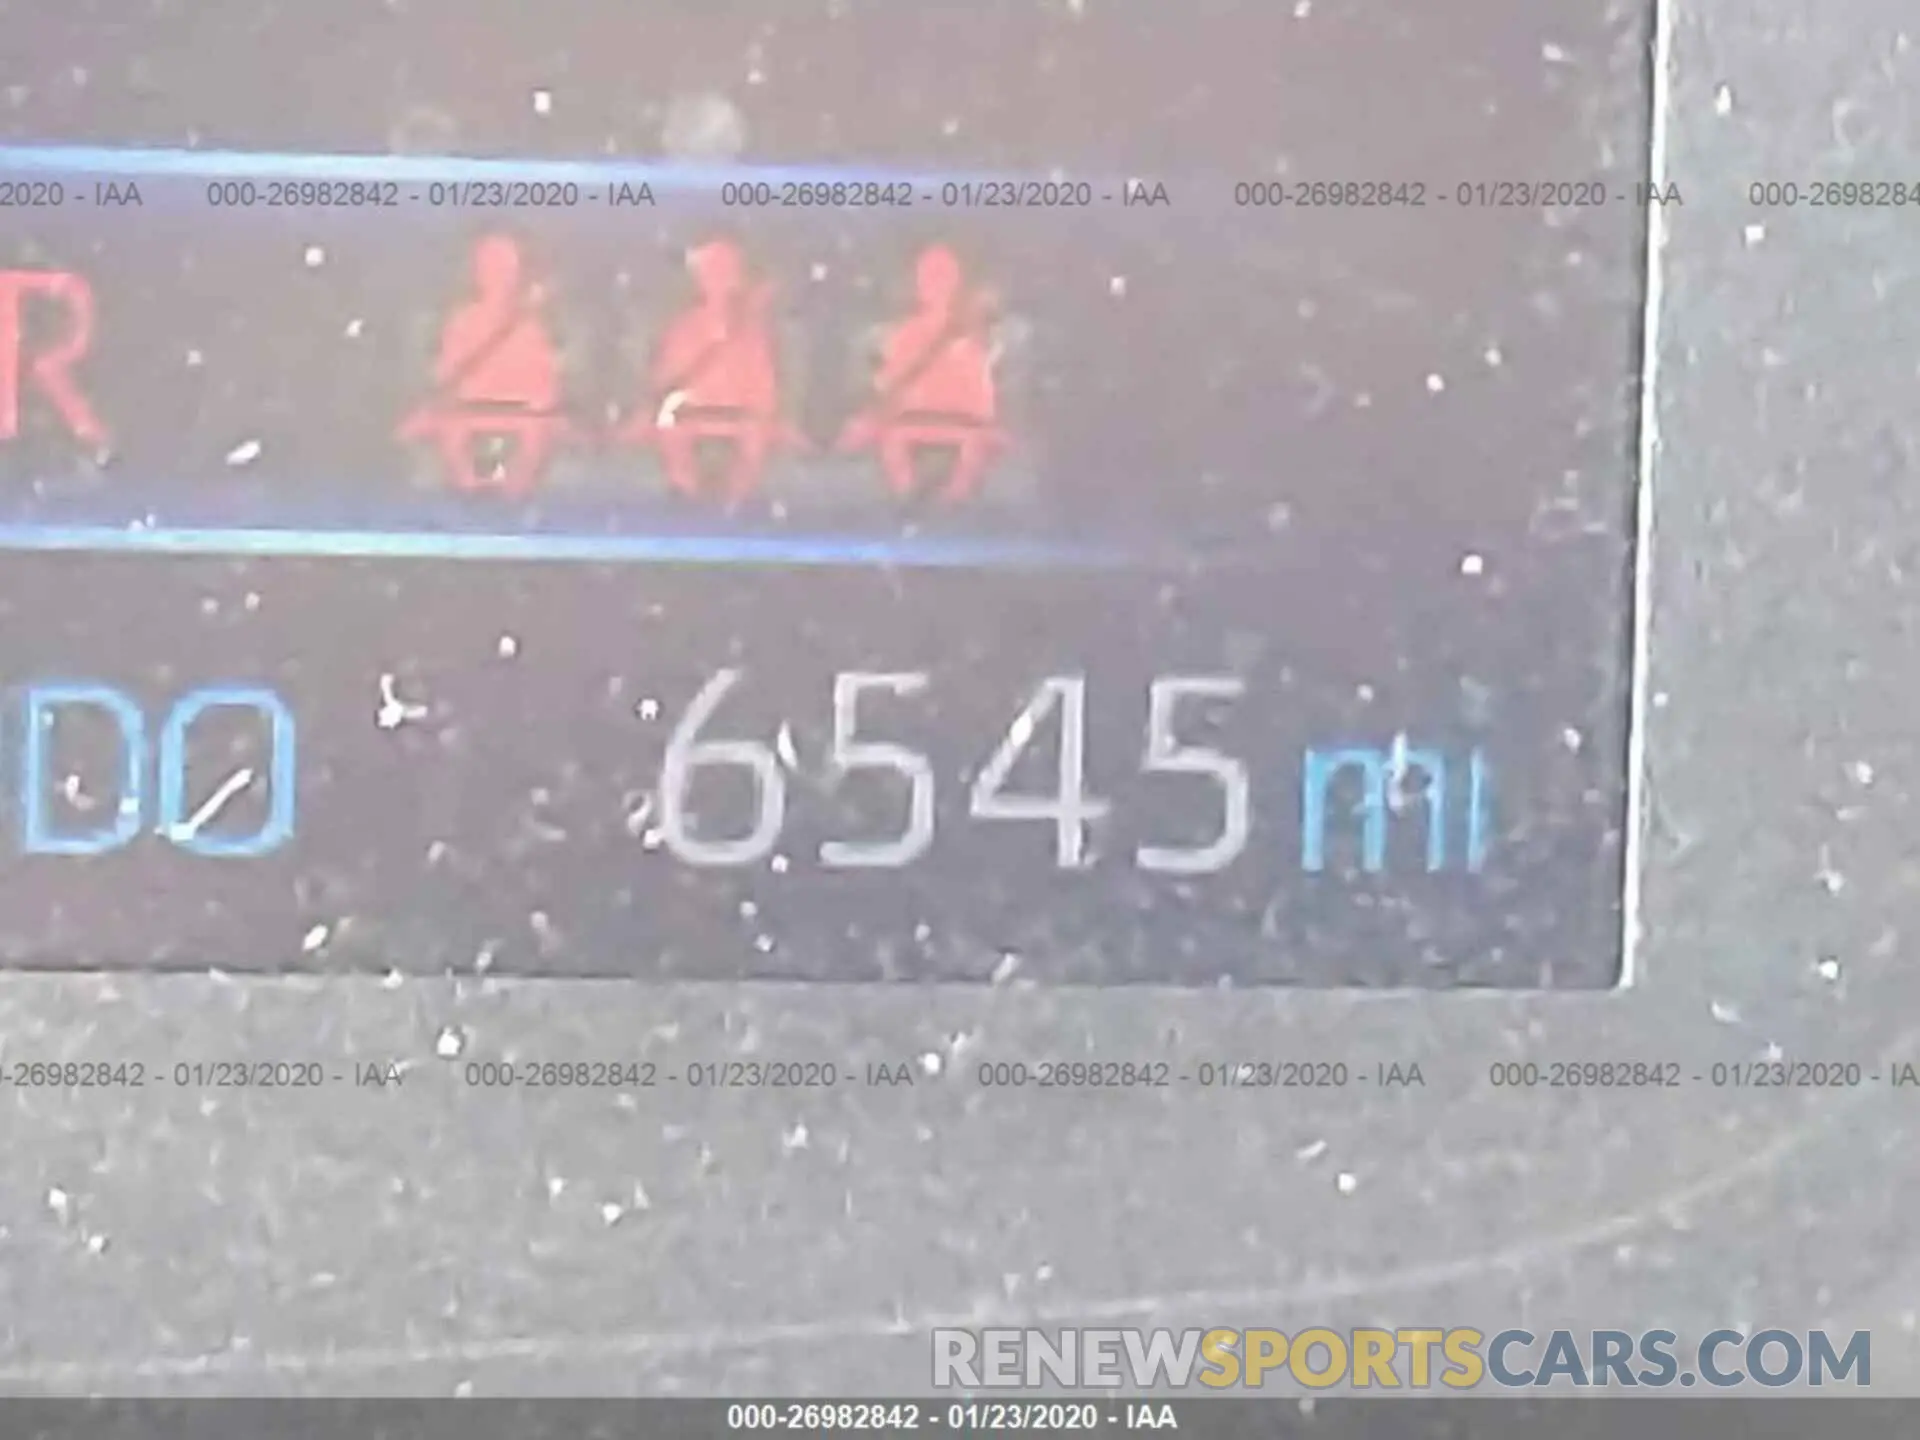 2020 - IAA 000-26982842 - 01/23/2020 - IAA 000-26982842 - 01/23/2020 - IAA 000-26982842 - 01/23/2020 - IAA 000-2698284
R
DO 6545 mi
-26982842 - 01/23/2020 - IAA 000-26982842 - 01/23/2020 - IAA 000-26982842 - 01/23/2020 - IAA 000-26982842 - 01/23/2020 - IA
RENEWSPORTSCARS.COM
000-26982842 - 01/23/2020 - IAA